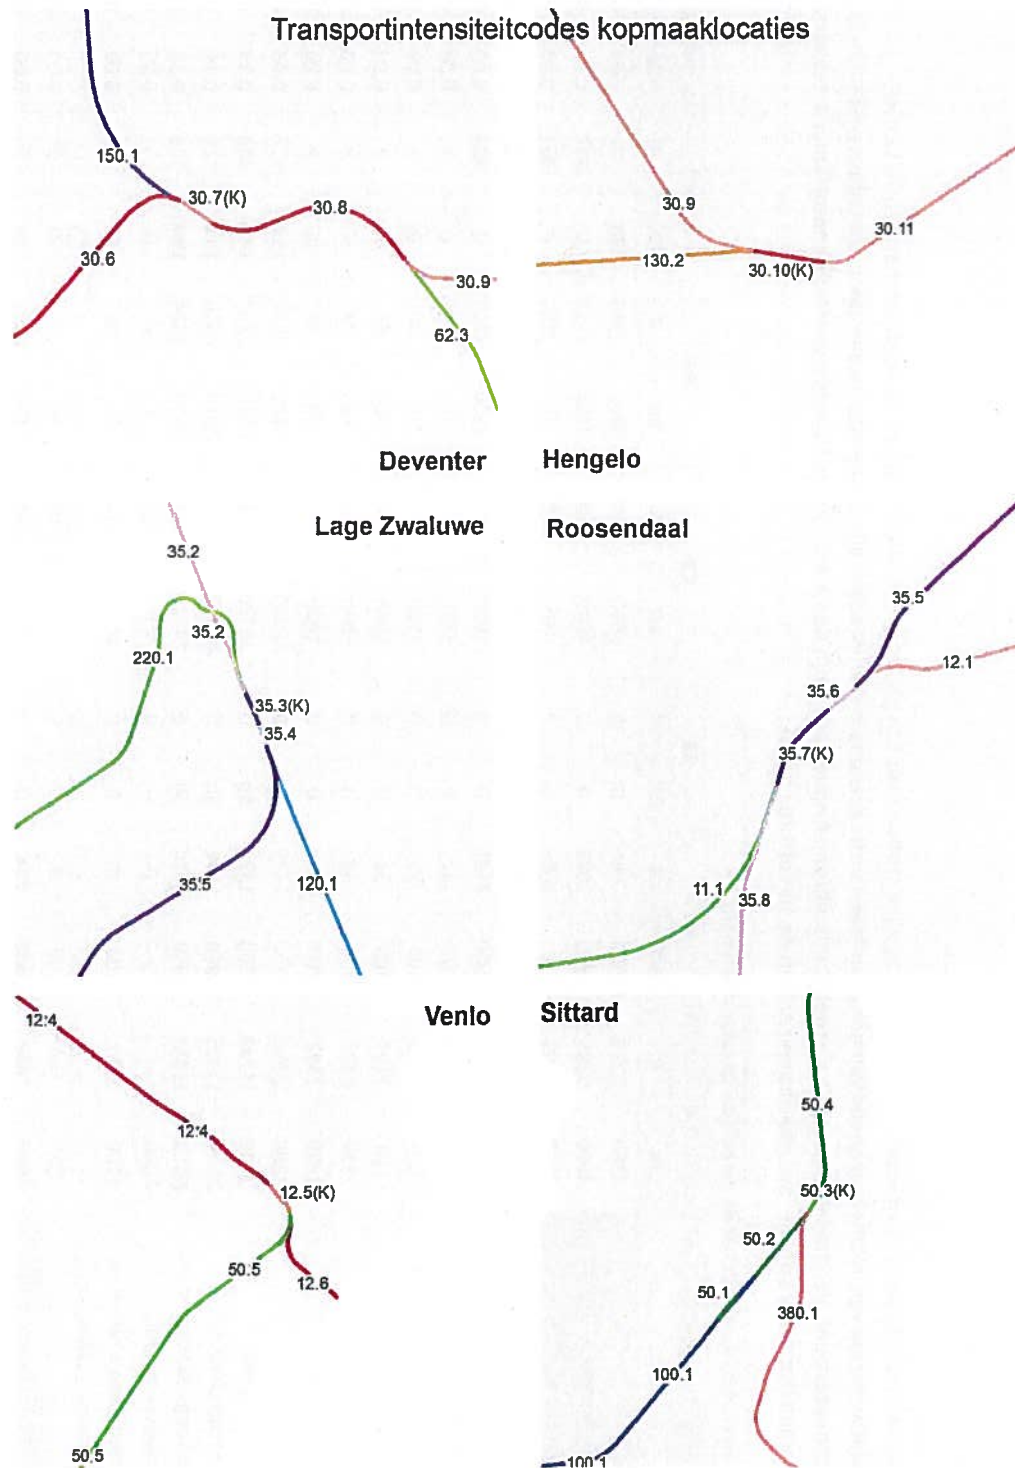 Transportintensiteitcodes kopmaaklocaties
150.1
30.7(K)
30.8
30.6
30.9
62.3
Deventer
30.9
30.11
130.2
30.10(K)
Hengelo
Lage Zwaluwe
35.2
35.2
220.1
35.3(K)
35.4
35.5
120.1
Roosendaal
35.5
12.1
35.6
35.7(K)
11.1
35.8
Venlo
12.4
12.4
12.5(K)
50.5
12.6
50.5
Sittard
50.4
50.3(K)
50.2
50.1
380.1
100.1
100.1